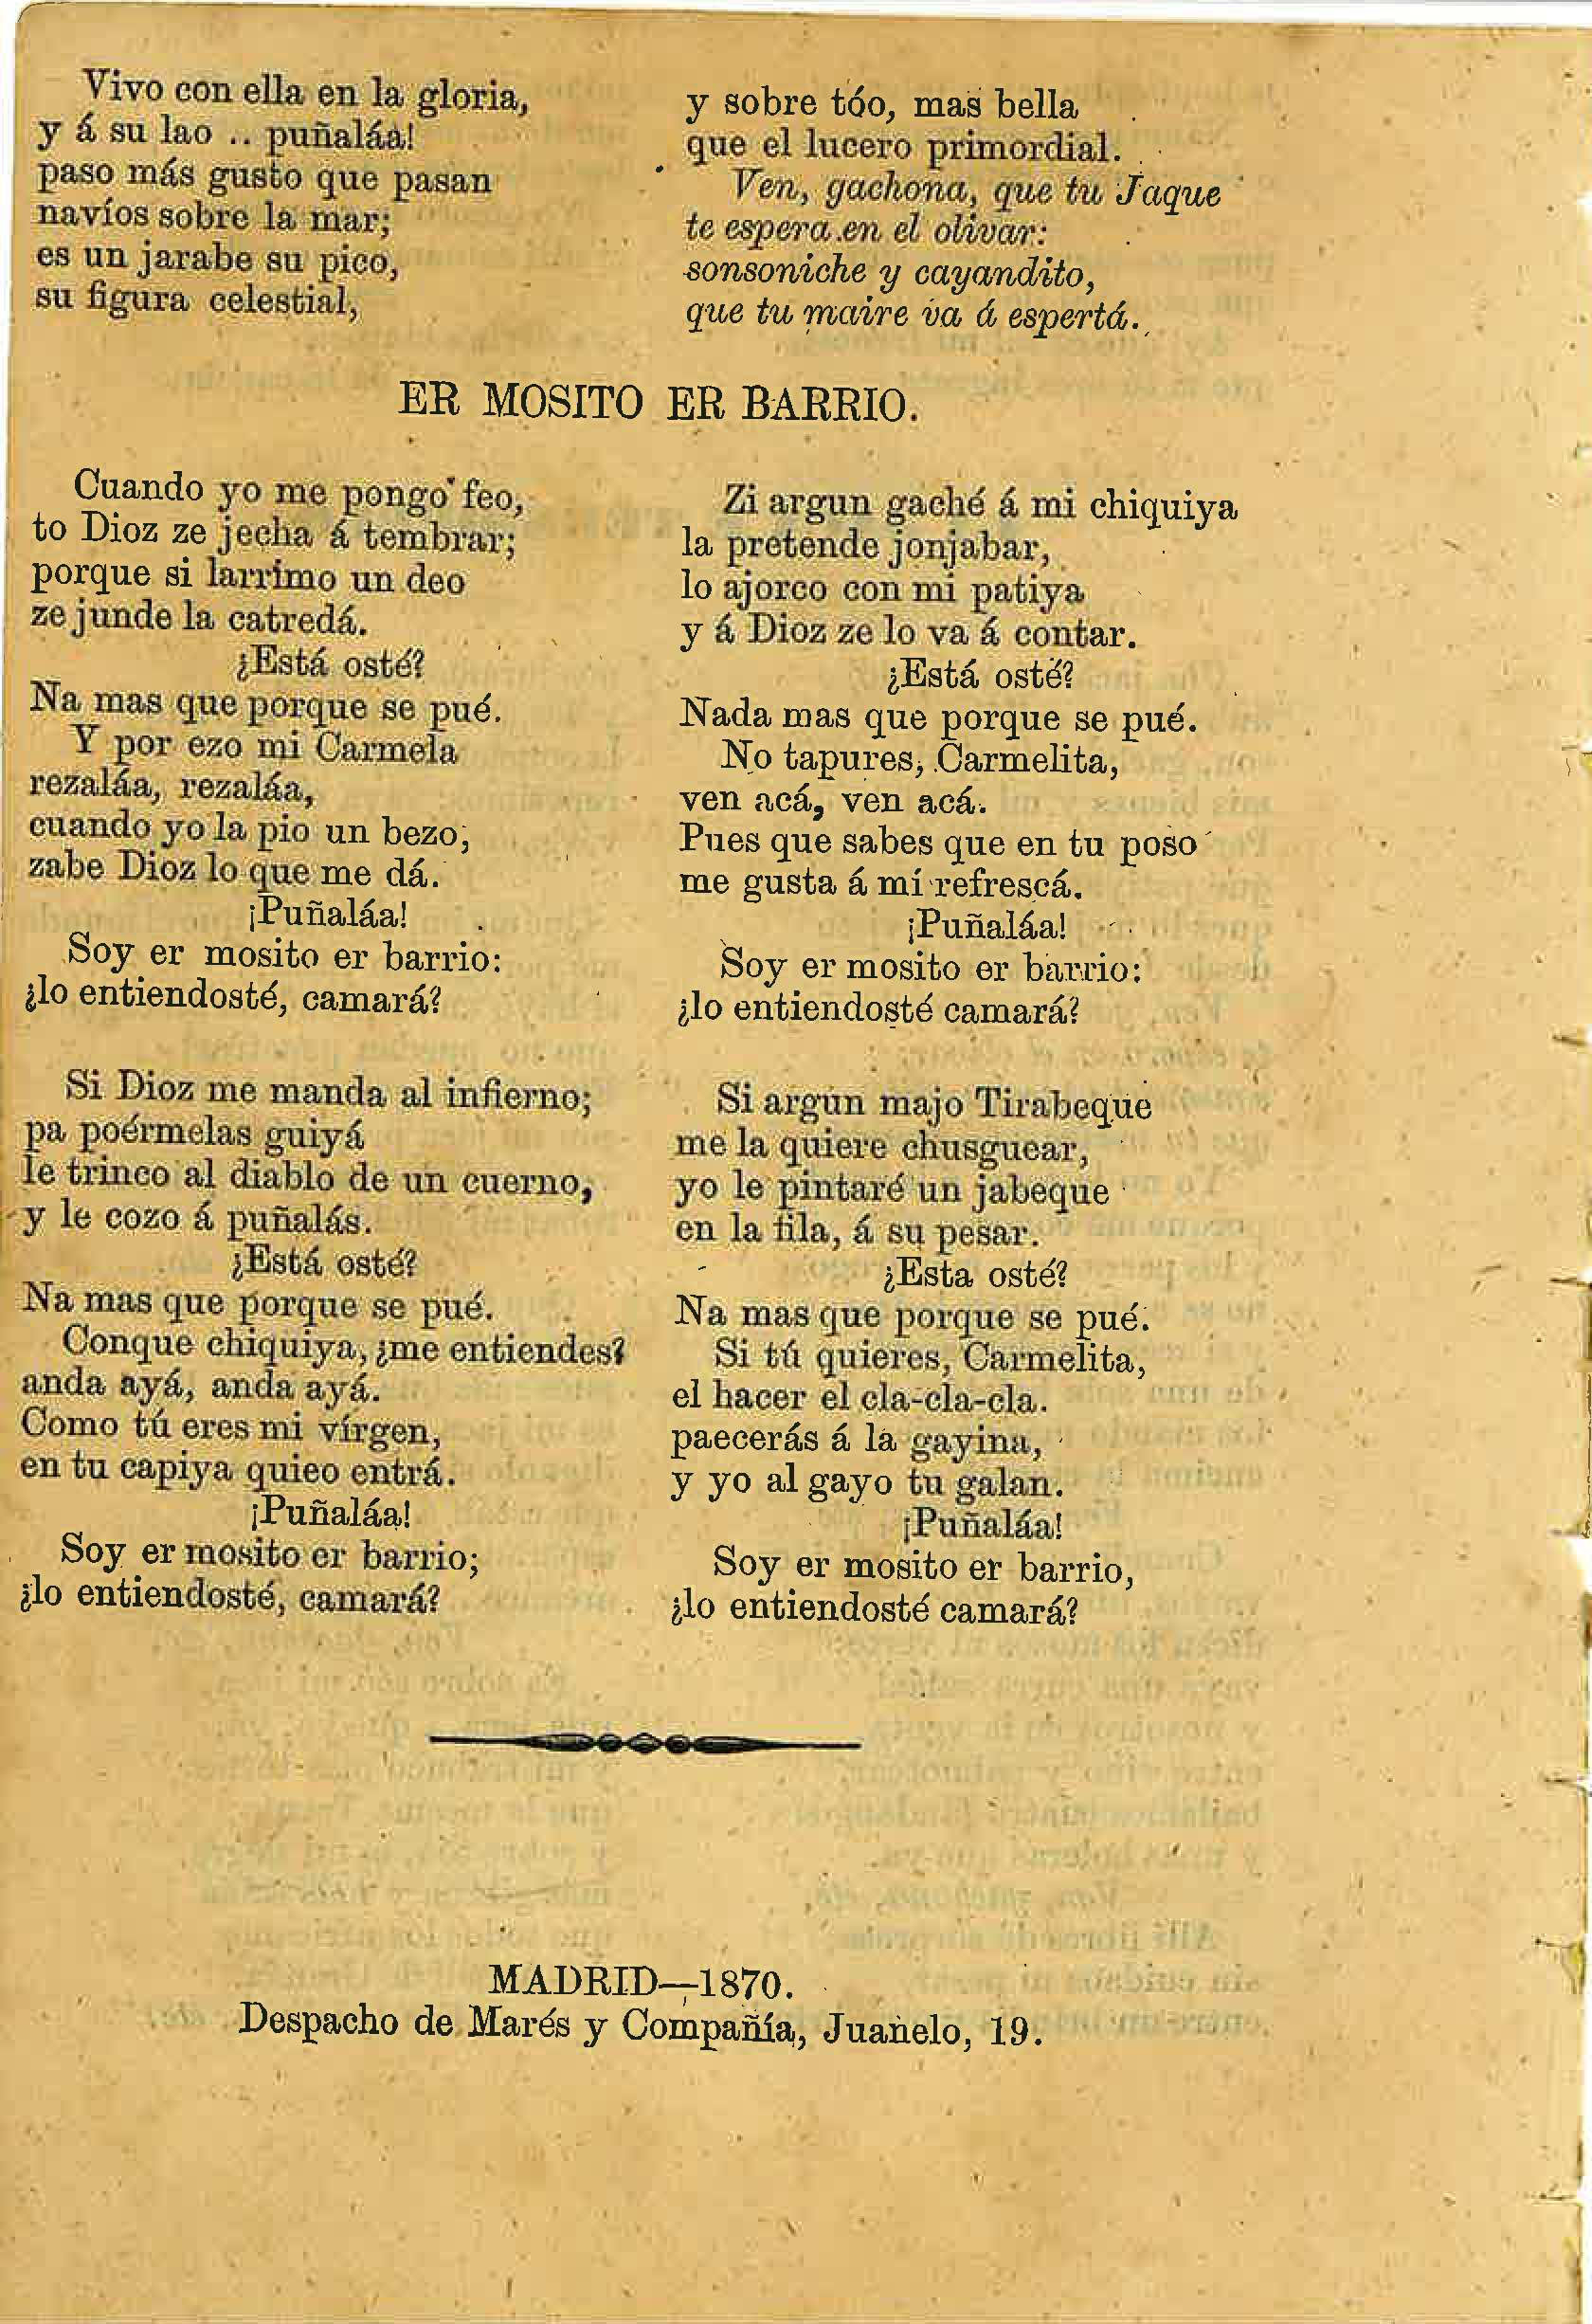 Vivo con ella en la gloria,
y á su lao .. puñaláa!
paso más gusto que pasan
navíos sobre la mar;
es un jarabe su pico,
su figura celestial,
y sobre tóo, mas bella
que el lucero primordial.
Ven, gachona, que tu Jaque
te espera en el olivar:
sonsoniche y cayandito,
que tu maire va á espertá.
ER MOSITO ER BARRIO.
Cuando yo me pongo feo,
to Dioz ze jecha á tembrar;
porque si larrimo un deo
ze junde la catredá.
¿Está osté?
Na mas que porque se pué.
Y por ezo mi Carmela
rezaláa, rezaláa,
cuando yo la pio un bezo,
zabe Dioz lo que me dá.
¡Puñaláa!
Soy er mosito er barrio:
¿lo entiendosté, camará?
Si Dioz me manda al infierno;
pa poérmelas guiyá
le trinco al diablo de un cuerno,
y le cozo á puñalás.
¿Está osté?
Na mas que porque se pué.
Conque chiquiya, ¿me entiendes?
anda ayá, anda ayá.
Como tú eres mi vírgen,
en tu capiya quieo entrá.
¡Puñaláa!
Soy er mosito er barrio;
¿lo entiendosté, camará?
Zi argun gaché á mi chiquiya
la pretende jonjabar,
lo ajorco con mi patiya
y á Dioz ze lo va á contar.
¿Está osté?
Nada mas que porque se pué.
No tapures, Carmelita,
ven acá, ven acá.
Pues que sabes que en tu poso
me gusta á mí refrescá.
¡Puñaláa!
Soy er mosito er barrio:
¿lo entiendosté camará?
Si argun majo Tirabeque
me la quiere chusguear,
yo le pintaré un jabeque
en la fila, á su pesar.
¿Esta osté?
Na mas que porque se pué.
Si tú quieres, Carmelita,
el hacer el cla-cla-cla.
paecerás á la gayina,
y yo al gayo tu galan.
¡Puñaláa!
Soy er mosito er barrio,
¿lo entiendosté camará?
MADRID—1870.
Despacho de Marés y Compañía, Juanelo, 19.